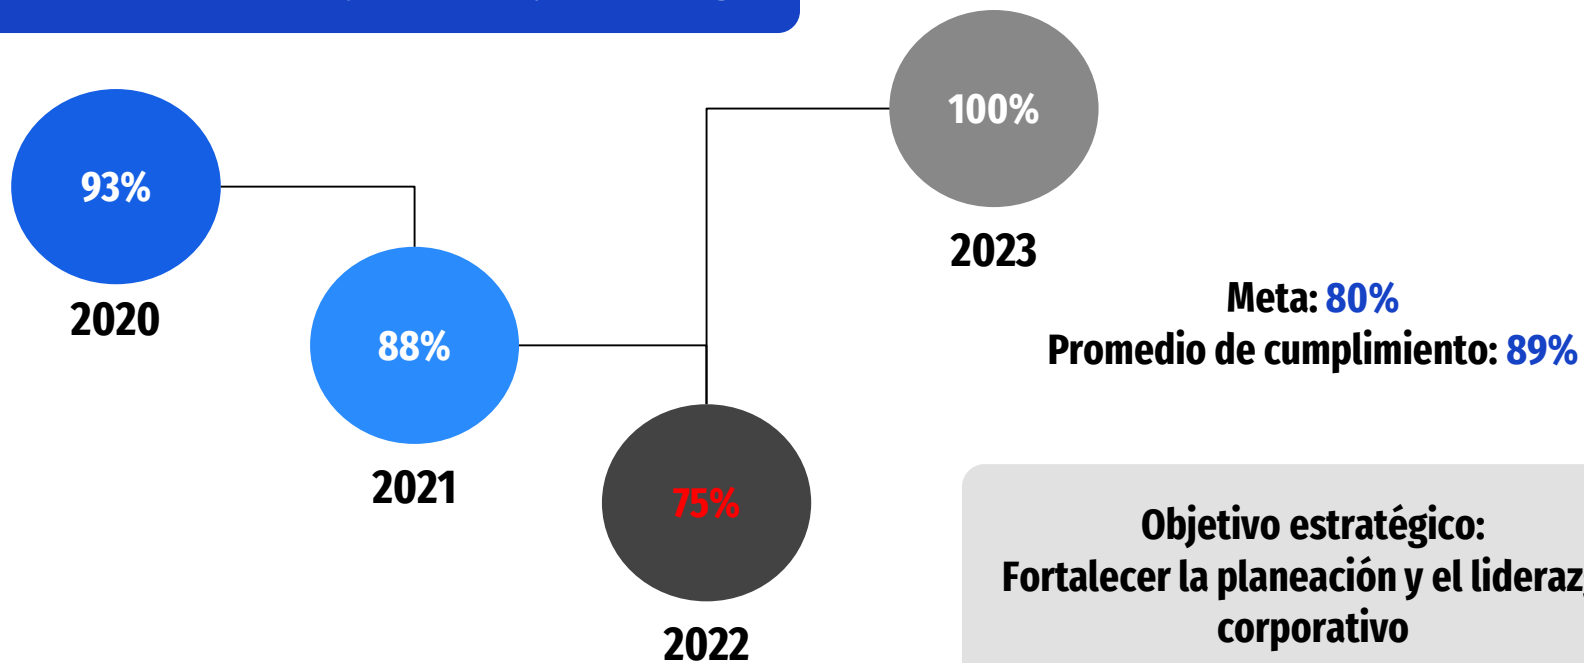 93%
2020
88%
2021
75%
2022
100%
2023
Meta: 80%
Promedio de cumplimiento: 89%
Objetivo estratégico:
Fortalecer la planeación y el
corporativo